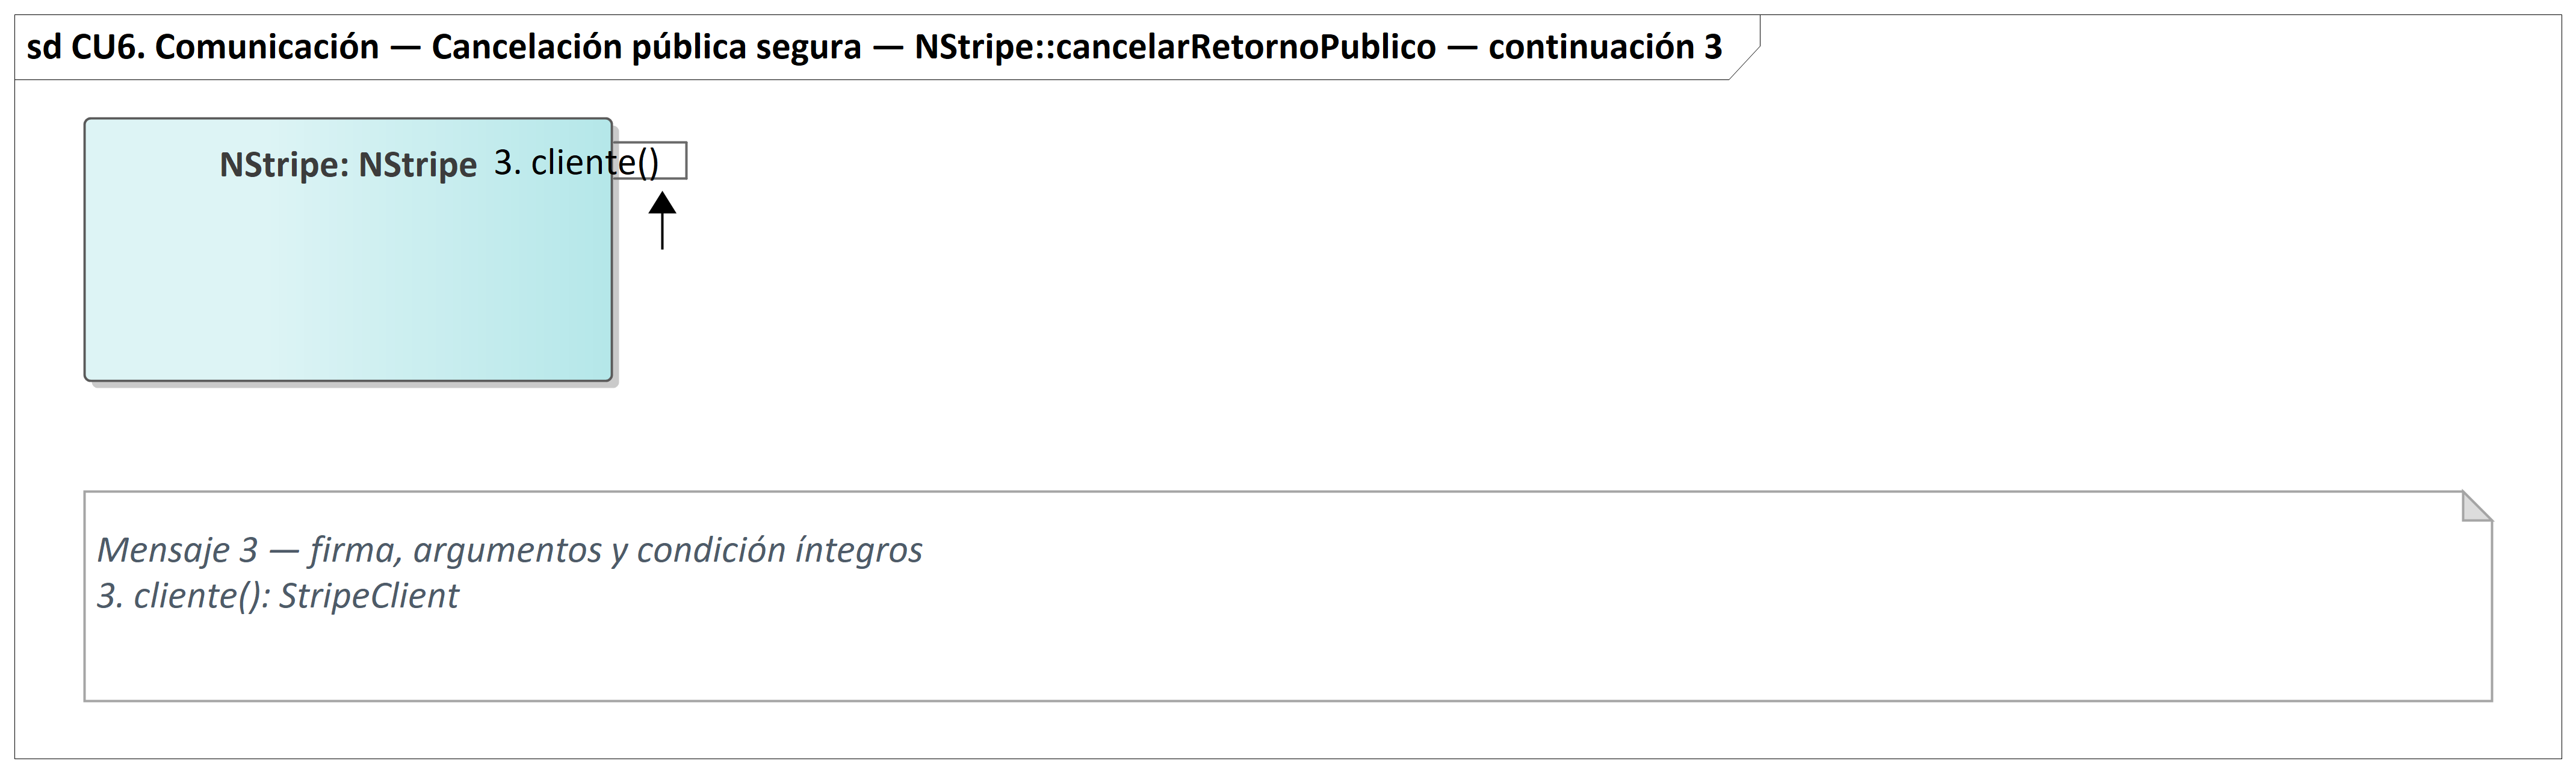 sd CU6. Comunicación — Cancelación pública segura — NStripe::cancelarRetornoPublico — continuación 3
NStripe: NStripe 3. cliente()
Mensaje 3 — firma, argumentos y condición íntegros
3. cliente(): StripeClient